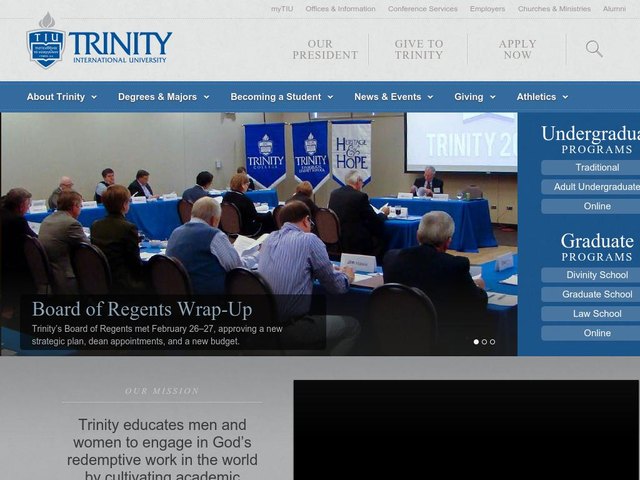 myTIU Offices & Information Conference Services Employers Churches & Ministries Alumni
TIU
TRINITY
INTERNATIONAL UNIVERSITY
OUR
PRESIDENT
GIVE TO
TRINITY
APPLY
NOW
About Trinity Degrees & Majors Becoming a Student News & Events Giving Athletics
TRINITY
COLLEGE
TRINITY
HERITAGE
& HOPE
TRINITY 20
Board of Regents Wrap-Up
Trinity's Board of Regents met February 26–27, approving a new
strategic plan, dean appointments, and a new budget.
Undergradua
PROGRAMS
Traditional
Adult Undergraduate
Online
Graduate
PROGRAMS
Divinity School
Graduate School
Law School
Online
OUR MISSION
Trinity educates men and
women to engage in God's
redemptive work in the world
by cultivating academic